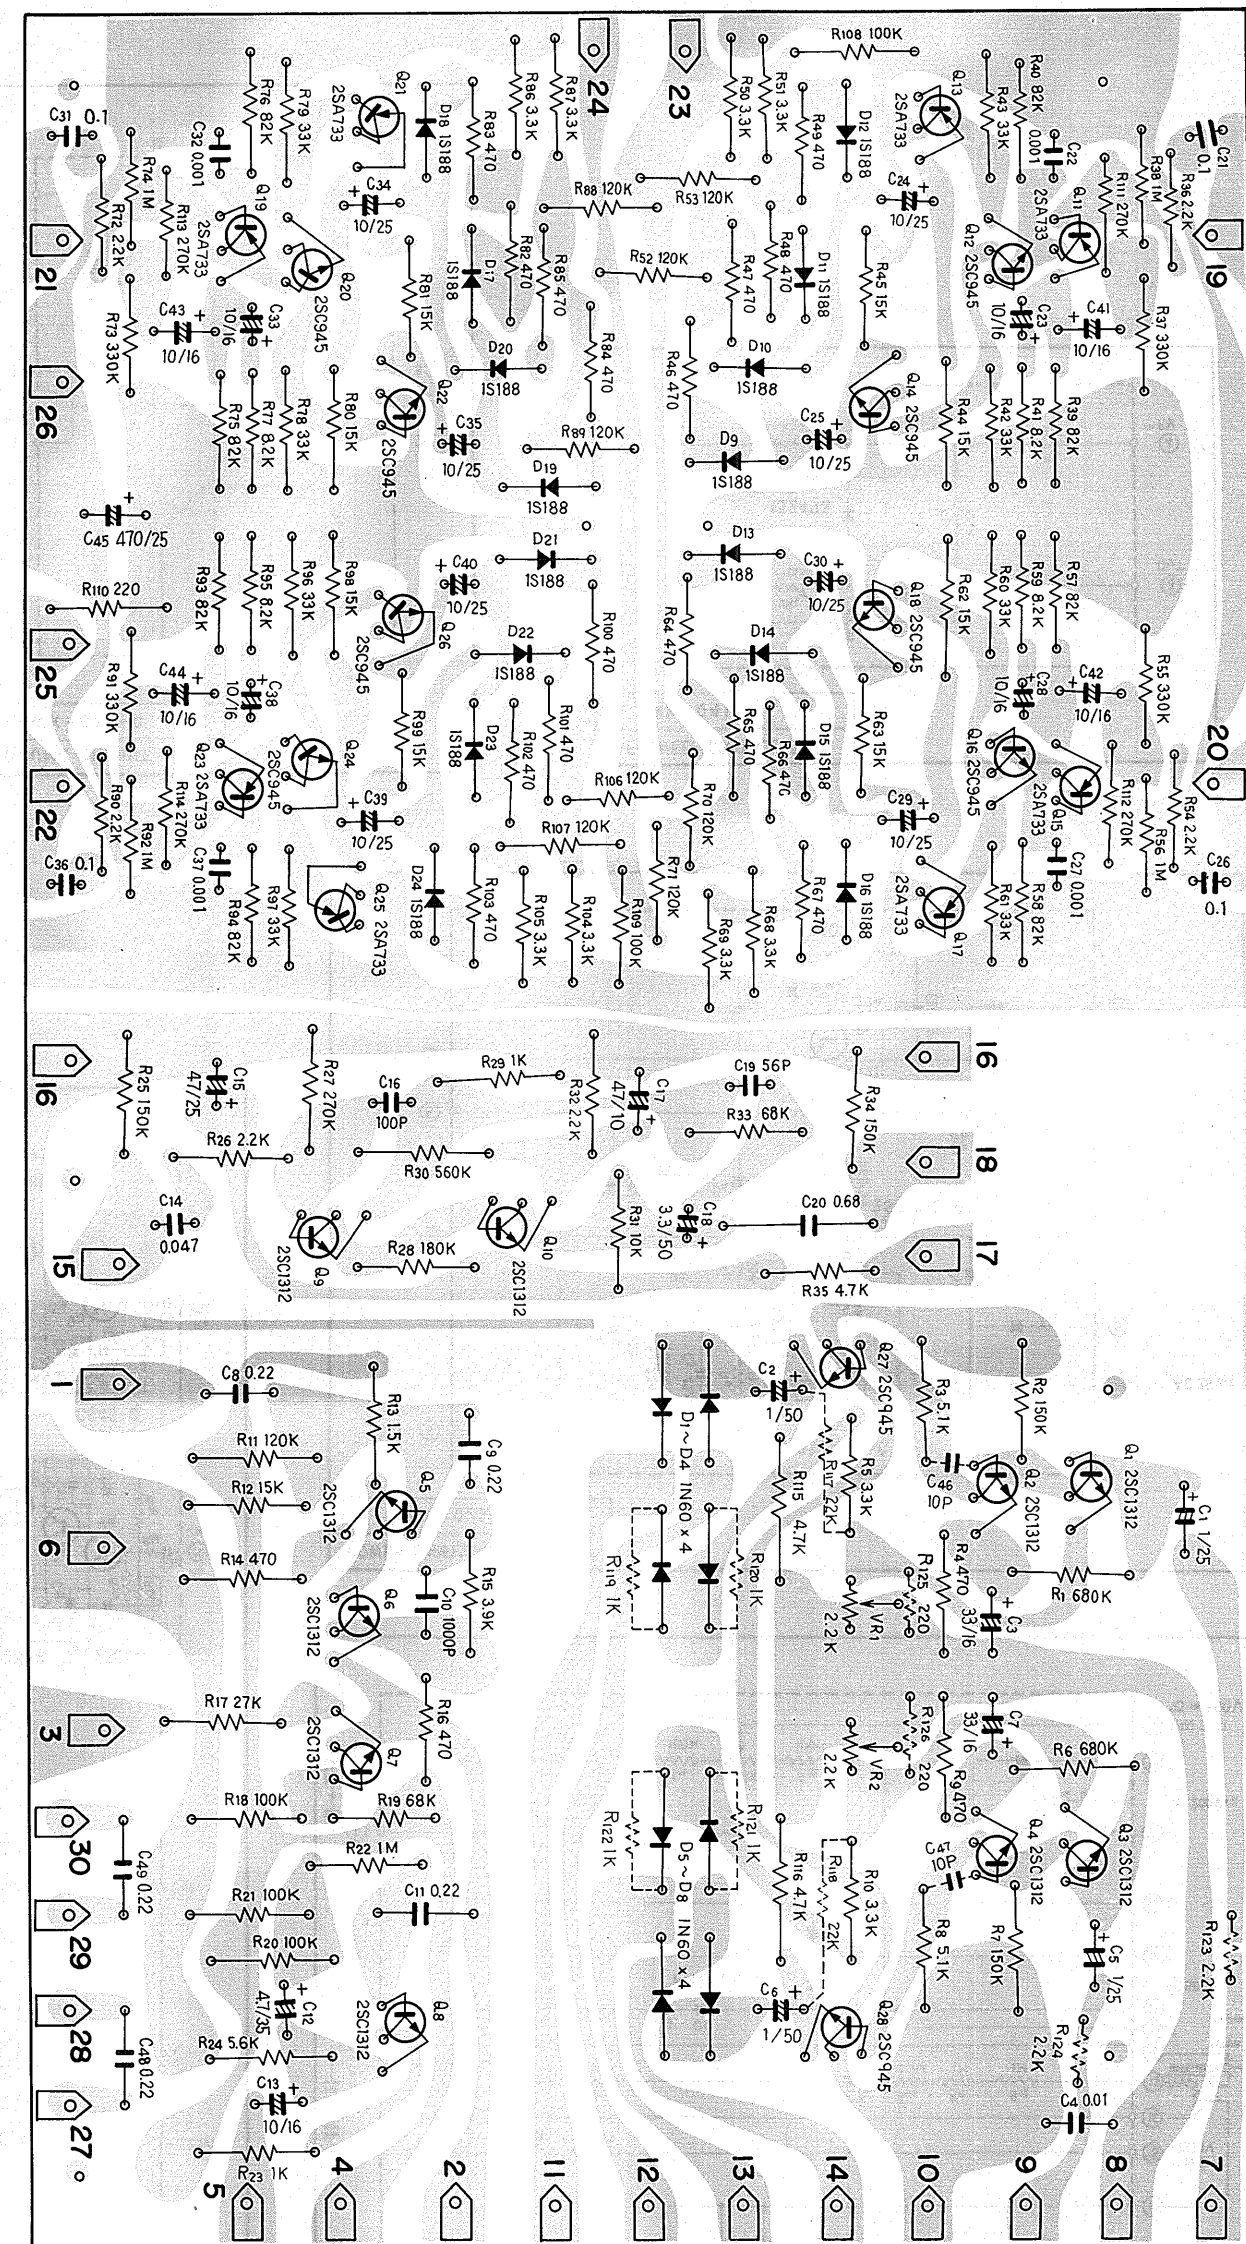 R108 100K
24
23
C31 0.1
R76 82K
R79 33K
Q21
2SA733
D18 1S188
R83 470
R86 3.3K
R87 3.3K
R50 3.3K
R51 3.3K
R49 470
D12 1S188
Q13
2SA733
R43 33K
R40 82K
0.001
C22
C21
0.1
R74 1M
R72 2.2K
R113 270K
C32 0.001
Q19
2SA733
C34
10/25
R88 120K
R53 120K
C24
10/25
Q11
2SA733
R111 270K
R38 1M
R36 2.2K
21
19
Q20
2SC945
R81 15K
D17
1S188
R82 470
R85 470
R52 120K
R47 470
R48 470
D11 1S188
R45 15K
Q12 2SC945
R73 330K
C43
10/16
C33
10/16
D20
1S188
R84 470
R46 470
D10
1S188
C23
10/16
C41
10/16
R37 330K
26
R75 82K
R77 8.2K
R78 33K
R80 15K
Q22
2SC945
C35
10/25
R89 120K
D9
1S188
C25
10/25
Q14 2SC945
R44 15K
R42 33K
R41 8.2K
R39 82K
D19
1S188
C45 470/25
D21
1S188
D13
1S188
R110 220
R93 82K
R95 8.2K
R96 33K
R98 15K
C40
10/25
Q26
2SC945
R100 470
R64 470
C30
10/25
Q18 2SC945
R62 15K
R60 33K
R59 8.2K
R57 82K
25
R91 330K
C44
10/16
C38
10/16
D22
1S188
D14
1S188
C28
10/16
C42
10/16
R55 330K
R99 15K
D23
1S188
R102 470
R101 470
R65 470
R66 470
D15 1S188
R63 15K
20
22
R90 2.2K
R92 1M
R114 270K
Q23 2SA733
Q24
2SC945
C39
10/25
R106 120K
R70 120K
C29
10/25
Q16 2SC945
Q15
2SA733
R112 270K
R56 1M
R54 2.2K
C36 0.1
C37 0.001
R94 82K
R97 33K
Q25 2SA733
D24 1S188
R107 120K
R103 470
R105 3.3K
R104 3.3K
R109 100K
R71 120K
R69 3.3K
R68 3.3K
R67 470
D16 1S188
2SA733
Q17
R61 33K
R58 82K
C27 0.001
C26
0.1
16
R25 150K
C15
47/25
R27 270K
C16
100P
R29 1K
R32 2.2K
C17
47/10
C19 56P
R33 68K
R34 150K
16
R26 2.2K
R30 560K
18
C14
0.047
Q9
2SC1312
R28 180K
Q10
2SC1312
R31 10K
C18
3.3/50
C20 0.68
17
15
R35 4.7K
1
C8 0.22
R13 1.5K
C9 0.22
D1~D4 1N60 x 4
C2
1/50
Q27 2SC945
R3 5.1K
R2 150K
R11 120K
R12 15K
Q5
2SC1312
R115 4.7K
R117 22K
R5 3.3K
C46
10P
Q2 2SC1312
Q1 2SC1312
C1 1/25
6
R14 470
Q6
2SC1312
C10 1000P
R15 3.9K
R119 1K
R120 1K
2.2K
VR1
R125
220
R4 470
33/16
C3
R1 680K
3
R17 27K
2SC1312
Q7
R16 470
2.2K
VR2
R126
220
R9 470
33/16
C7
R6 680K
30
R18 100K
R19 68K
R122 1K
R121 1K
D5~D8 1N60 x 4
R116 4.7K
R118
22K
R10 3.3K
C47
10P
Q4 2SC1312
Q3 2SC1312
R22 1M
C49 0.22
R21 100K
C11 0.22
29
R20 100K
R8 5.1K
R7 150K
C5 1/25
R123 2.2K
28
C12
4.7/35
Q8
2SC1312
C6
1/50
Q28 2SC945
R124
2.2K
C48 0.22
R24 5.6K
27
C13
10/16
C4 0.01
R23 1K
5
4
2
11
12
13
14
10
9
8
7